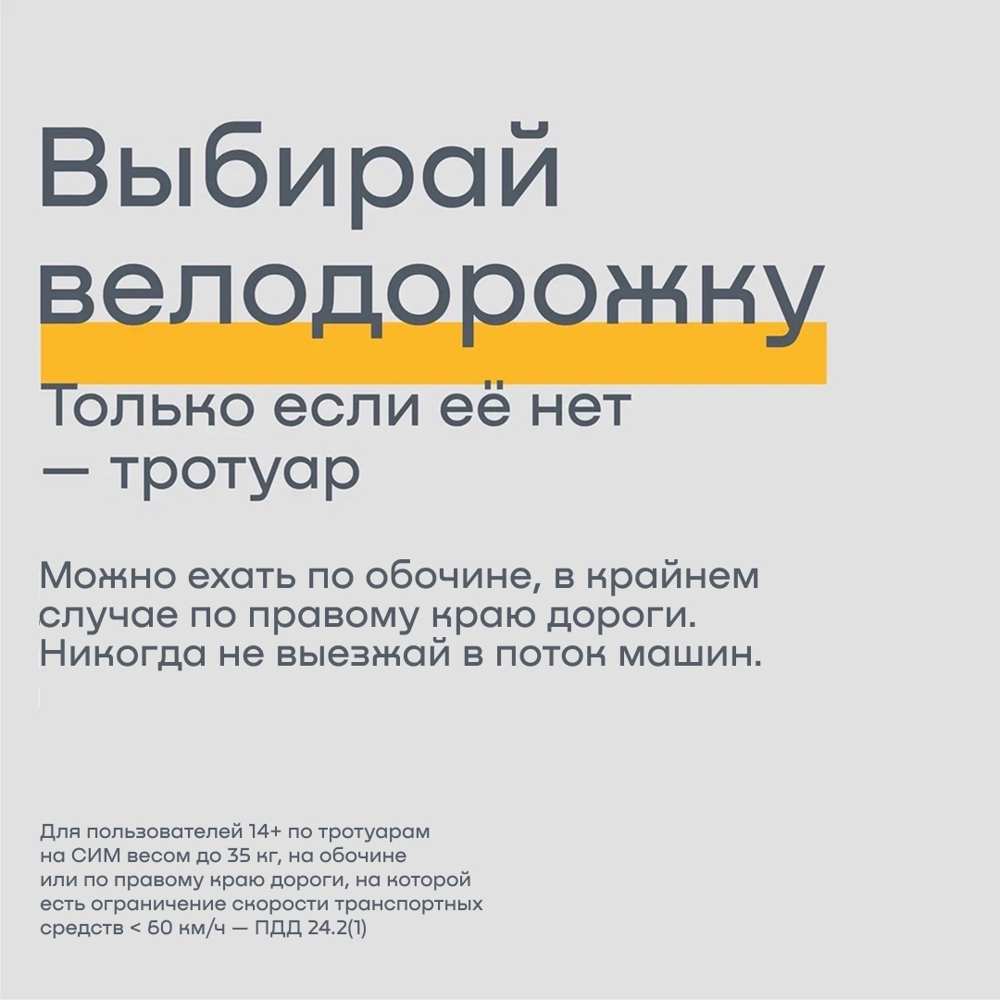 Выбирай
велодорожку
Только если её нет
— тротуар
Можно ехать по обочине, в крайнем
случае по правому краю дороги.
Никогда не выезжай в поток машин.
Для пользователей 14+ по тротуарам
на СИМ весом до 35 кг, на обочине
или по правому краю дороги, на которой
есть ограничение скорости транспортных
средств < 60 км/ч — ПДД 24.2(1)